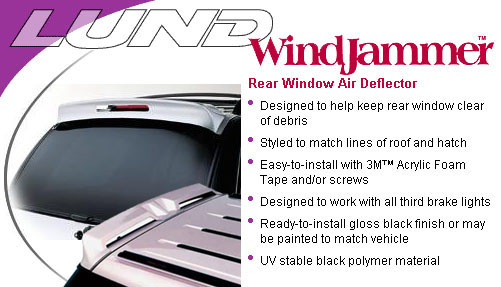 LUND
WindJammer™
Rear Window Air Deflector
• Designed to help keep rear window clear
of debris
• Styled to match lines of roof and hatch
• Easy-to-install with 3M™ Acrylic Foam
Tape and/or screws
• Designed to work with all third brake lights
• Ready-to-install gloss black finish or may
be painted to match vehicle
• UV stable black polymer material